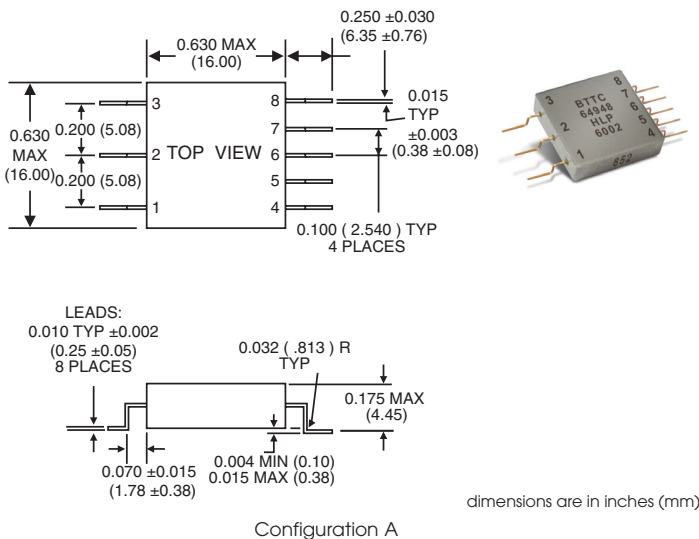 0.630 MAX
(16.00)
0.250 ±0.030
(6.35 ±0.76)
0.630
MAX
(16.00)
0.200 (5.08)
0.200 (5.08)
3
2
1
TOP VIEW
8
7
6
5
4
0.015
TYP
±0.003
(0.38 ±0.08)
0.100 ( 2.540 ) TYP
4 PLACES
3
2
1
BTTC
64948
HLP
6002
8
7
6
5
4
852
LEADS:
0.010 TYP ±0.002
(0.25 ±0.05)
8 PLACES
0.032 ( .813 ) R
TYP
0.175 MAX
(4.45)
0.070 ±0.015
(1.78 ±0.38)
0.004 MIN (0.10)
0.015 MAX (0.38)
dimensions are in inches (mm)
Configuration A